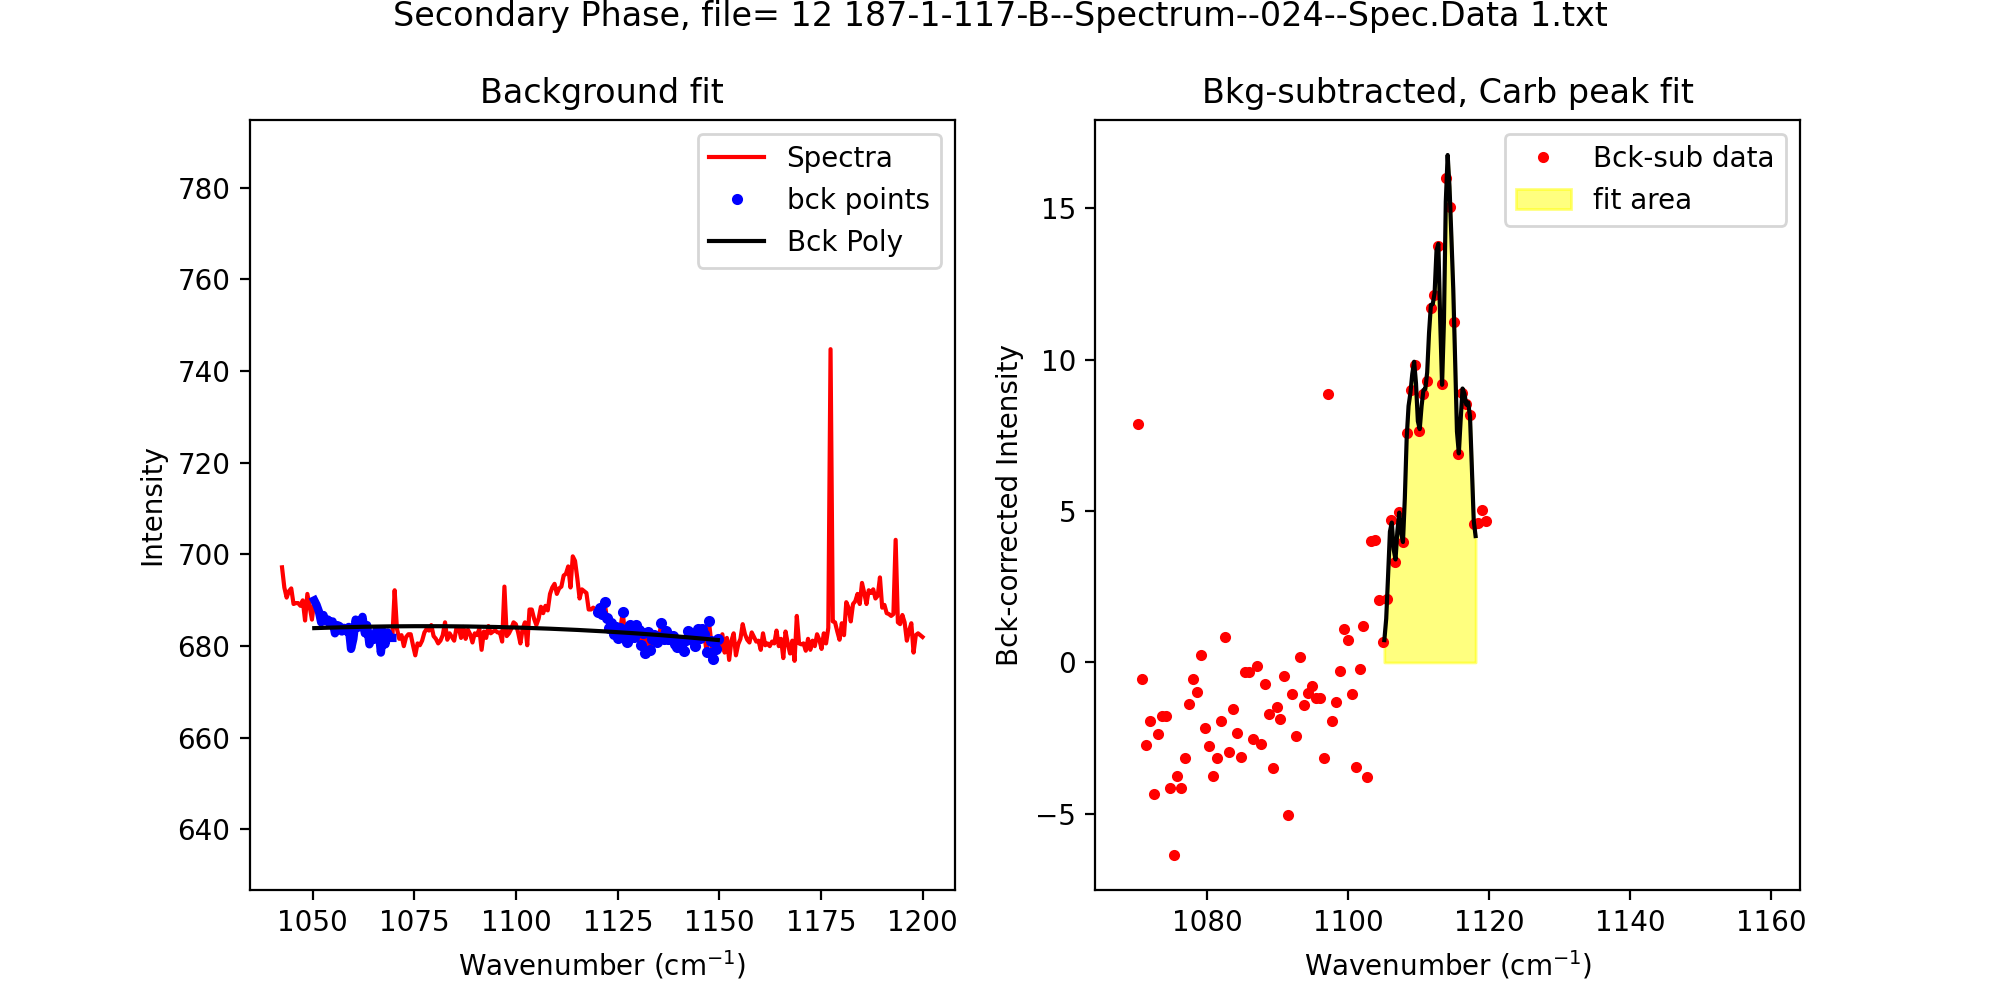 Secondary Phase, file= 12 187-1-117-B--Spectrum--024--Spec.Data 1.txt
Background fit
Spectra
bck points
Bck Poly
Intensity
780
760
740
720
700
680
660
640
1050 1075 1100 1125 1150 1175 1200
Wavenumber (cm⁻¹)
Bkg-subtracted, Carb peak fit
Bck-sub data
fit area
Bck-corrected Intensity
15
10
5
0
−5
1080 1100 1120 1140 1160
Wavenumber (cm⁻¹)